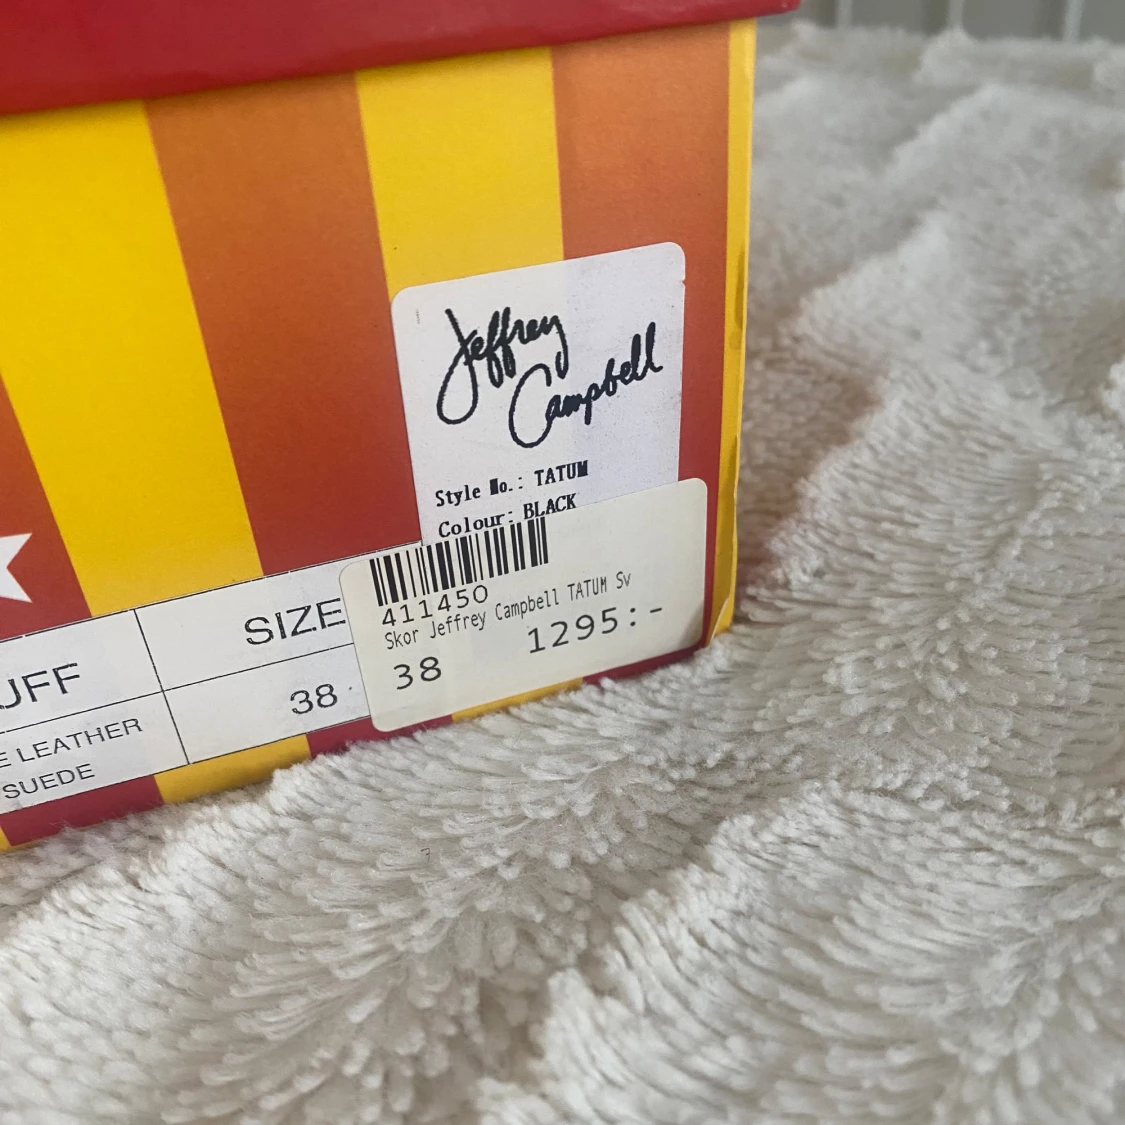 Jeffrey
Campbell
Style No.: TATUM
Colour: BLACK
411450
Skor Jeffrey Campbell TATUM Sv
38 1295:-
UFF SIZE
E LEATHER 38
SUEDE